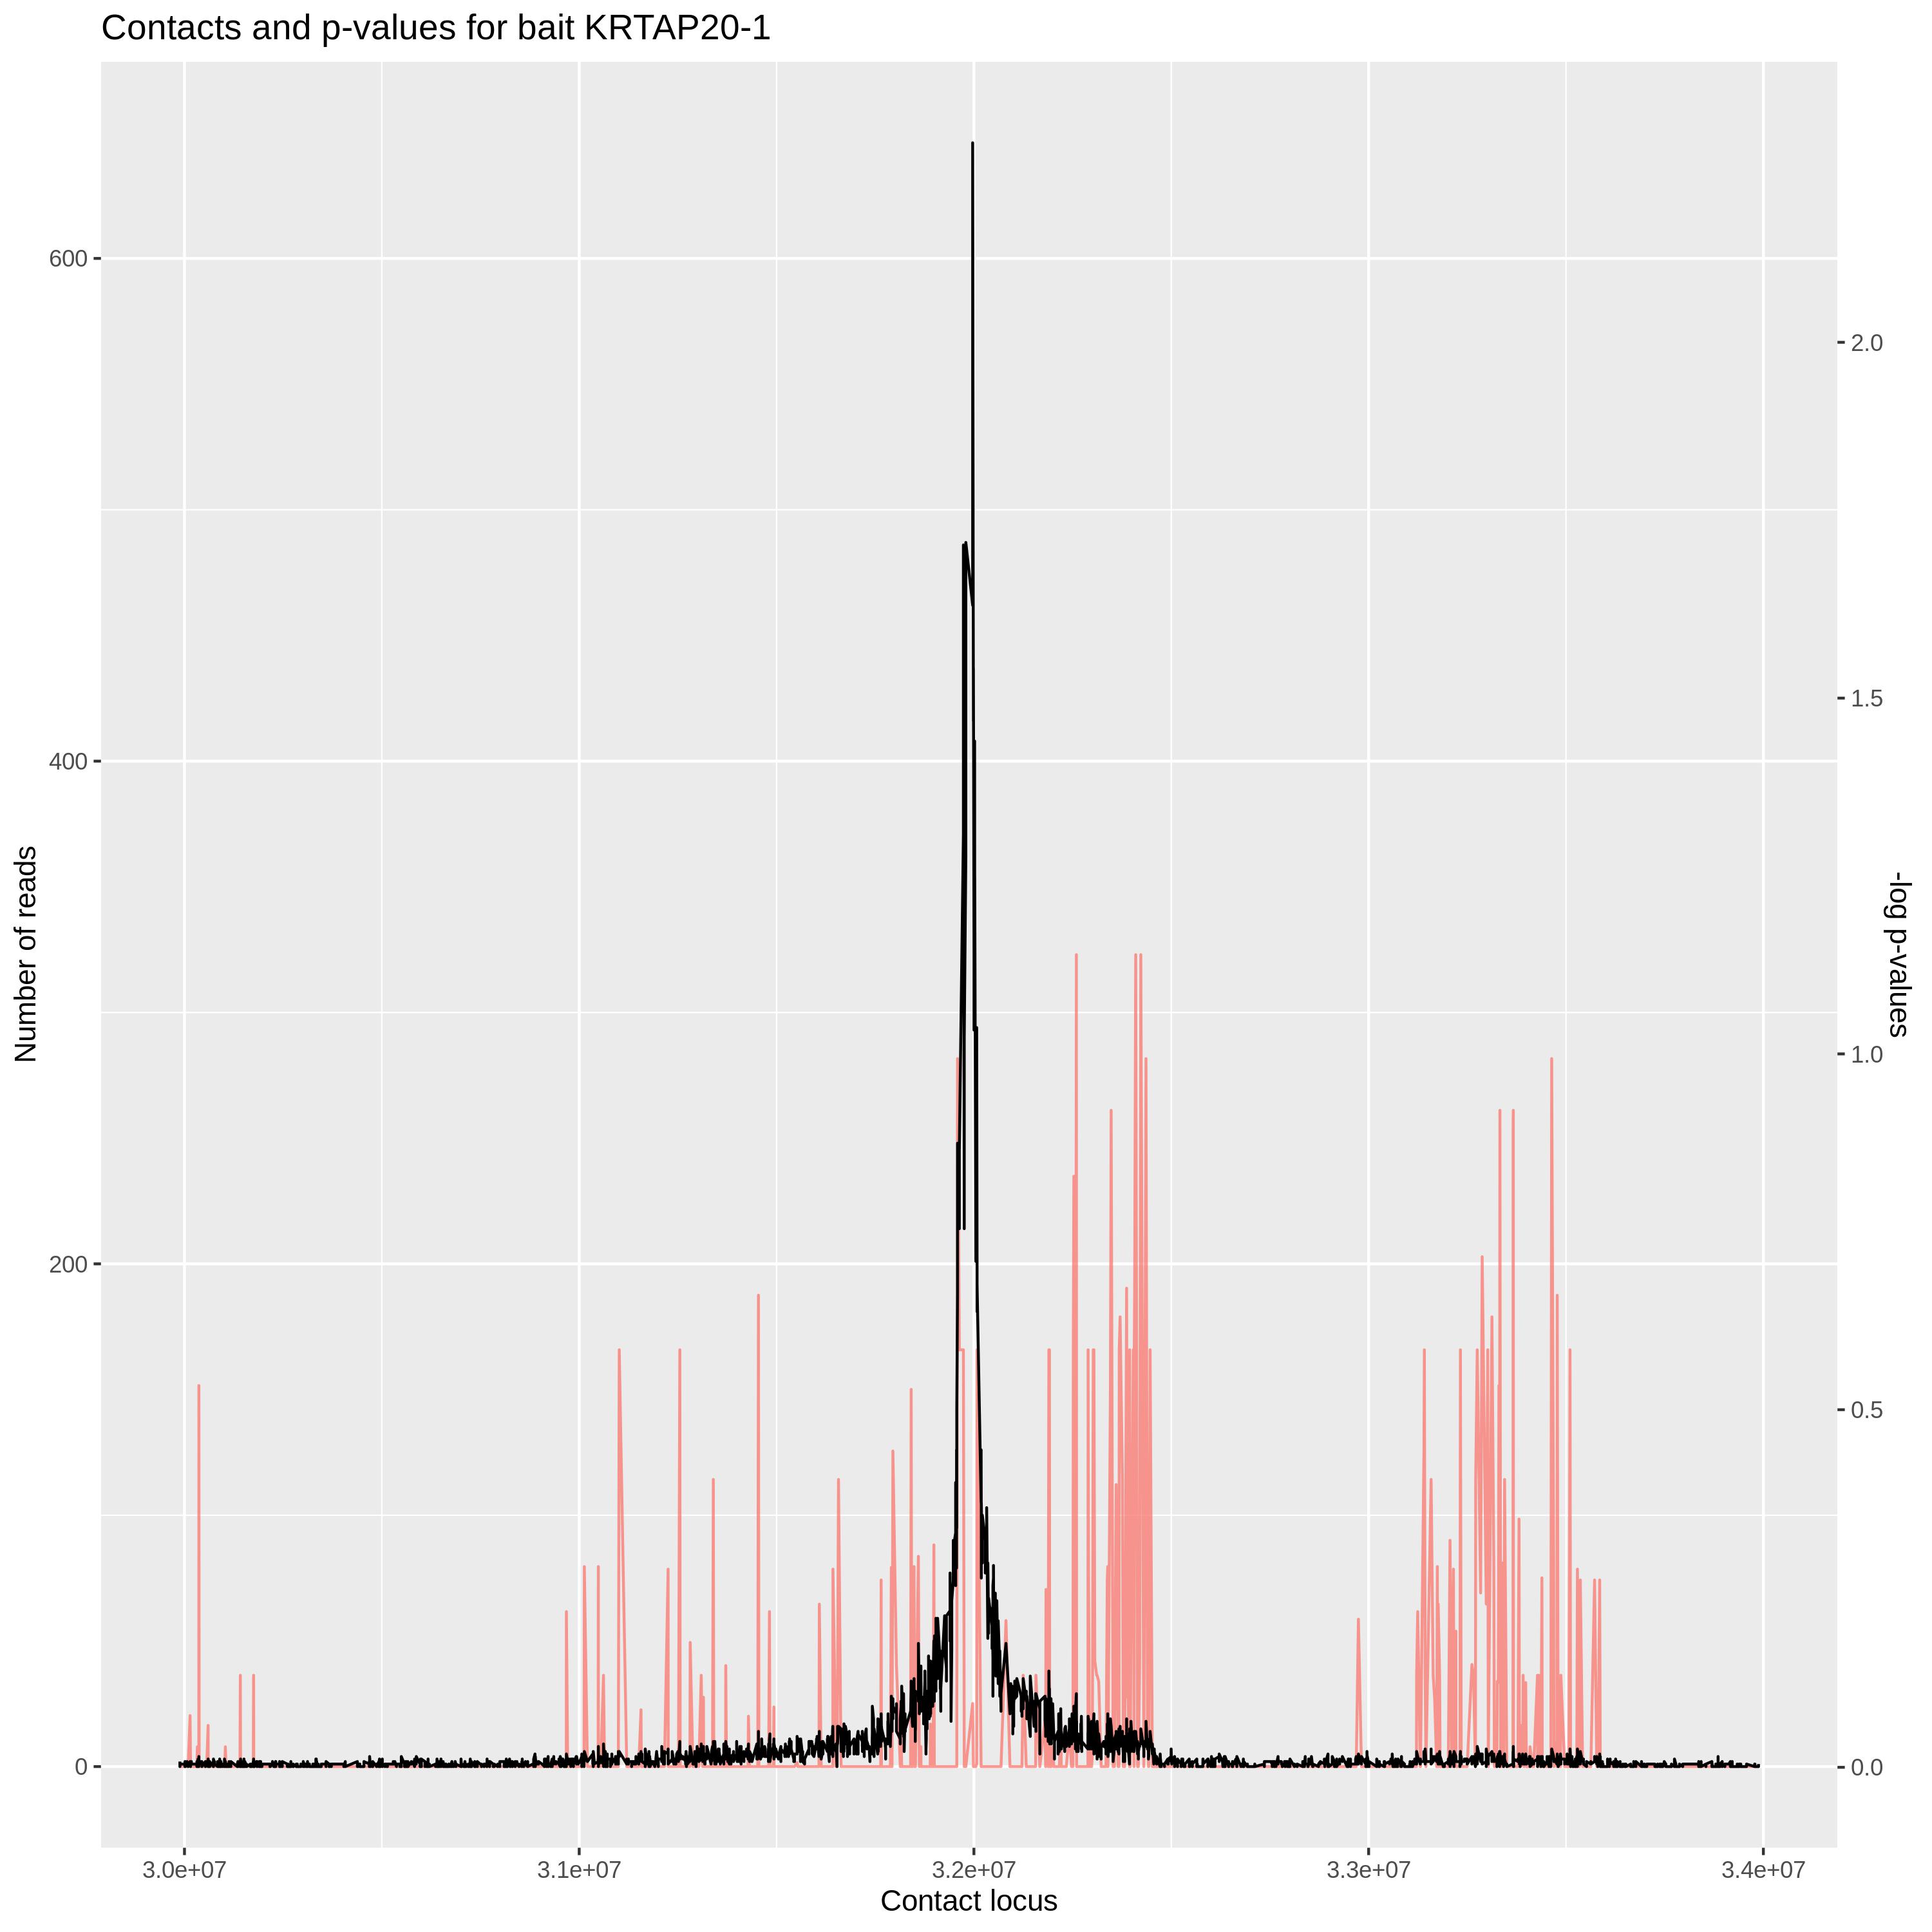 Contacts and p-values for bait KRTAP20-1
600
400
200
0
Number of reads
2.0
1.5
1.0
0.5
0.0
-log p-values
3.0e+07
3.1e+07
3.2e+07
3.3e+07
3.4e+07
Contact locus